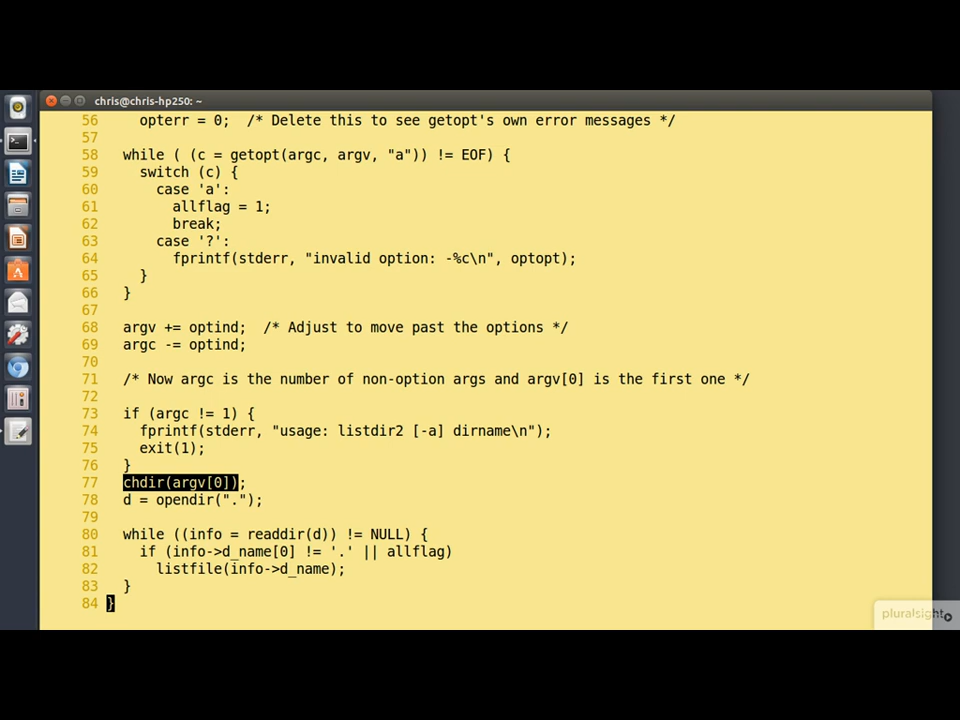 chris@chris-hp250: ~
56     opterr = 0;  /* Delete this to see getopt's own error messages */
57
58   while ( (c = getopt(argc, argv, "a")) != EOF) {
59     switch (c) {
60       case 'a':
61         allflag = 1;
62         break;
63       case '?':
64         fprintf(stderr, "invalid option: -%c\n", optopt);
65     }
66   }
67
68   argv += optind;  /* Adjust to move past the options */
69   argc -= optind;
70
71   /* Now argc is the number of non-option args and argv[0] is the first one */
72
73   if (argc != 1) {
74     fprintf(stderr, "usage: listdir2 [-a] dirname\n");
75     exit(1);
76   }
77   chdir(argv[0]);
78   d = opendir(".");
79
80   while ((info = readdir(d)) != NULL) {
81     if (info->d_name[0] != '.' || allflag)
82       listfile(info->d_name);
83   }
84 }
pluralsight